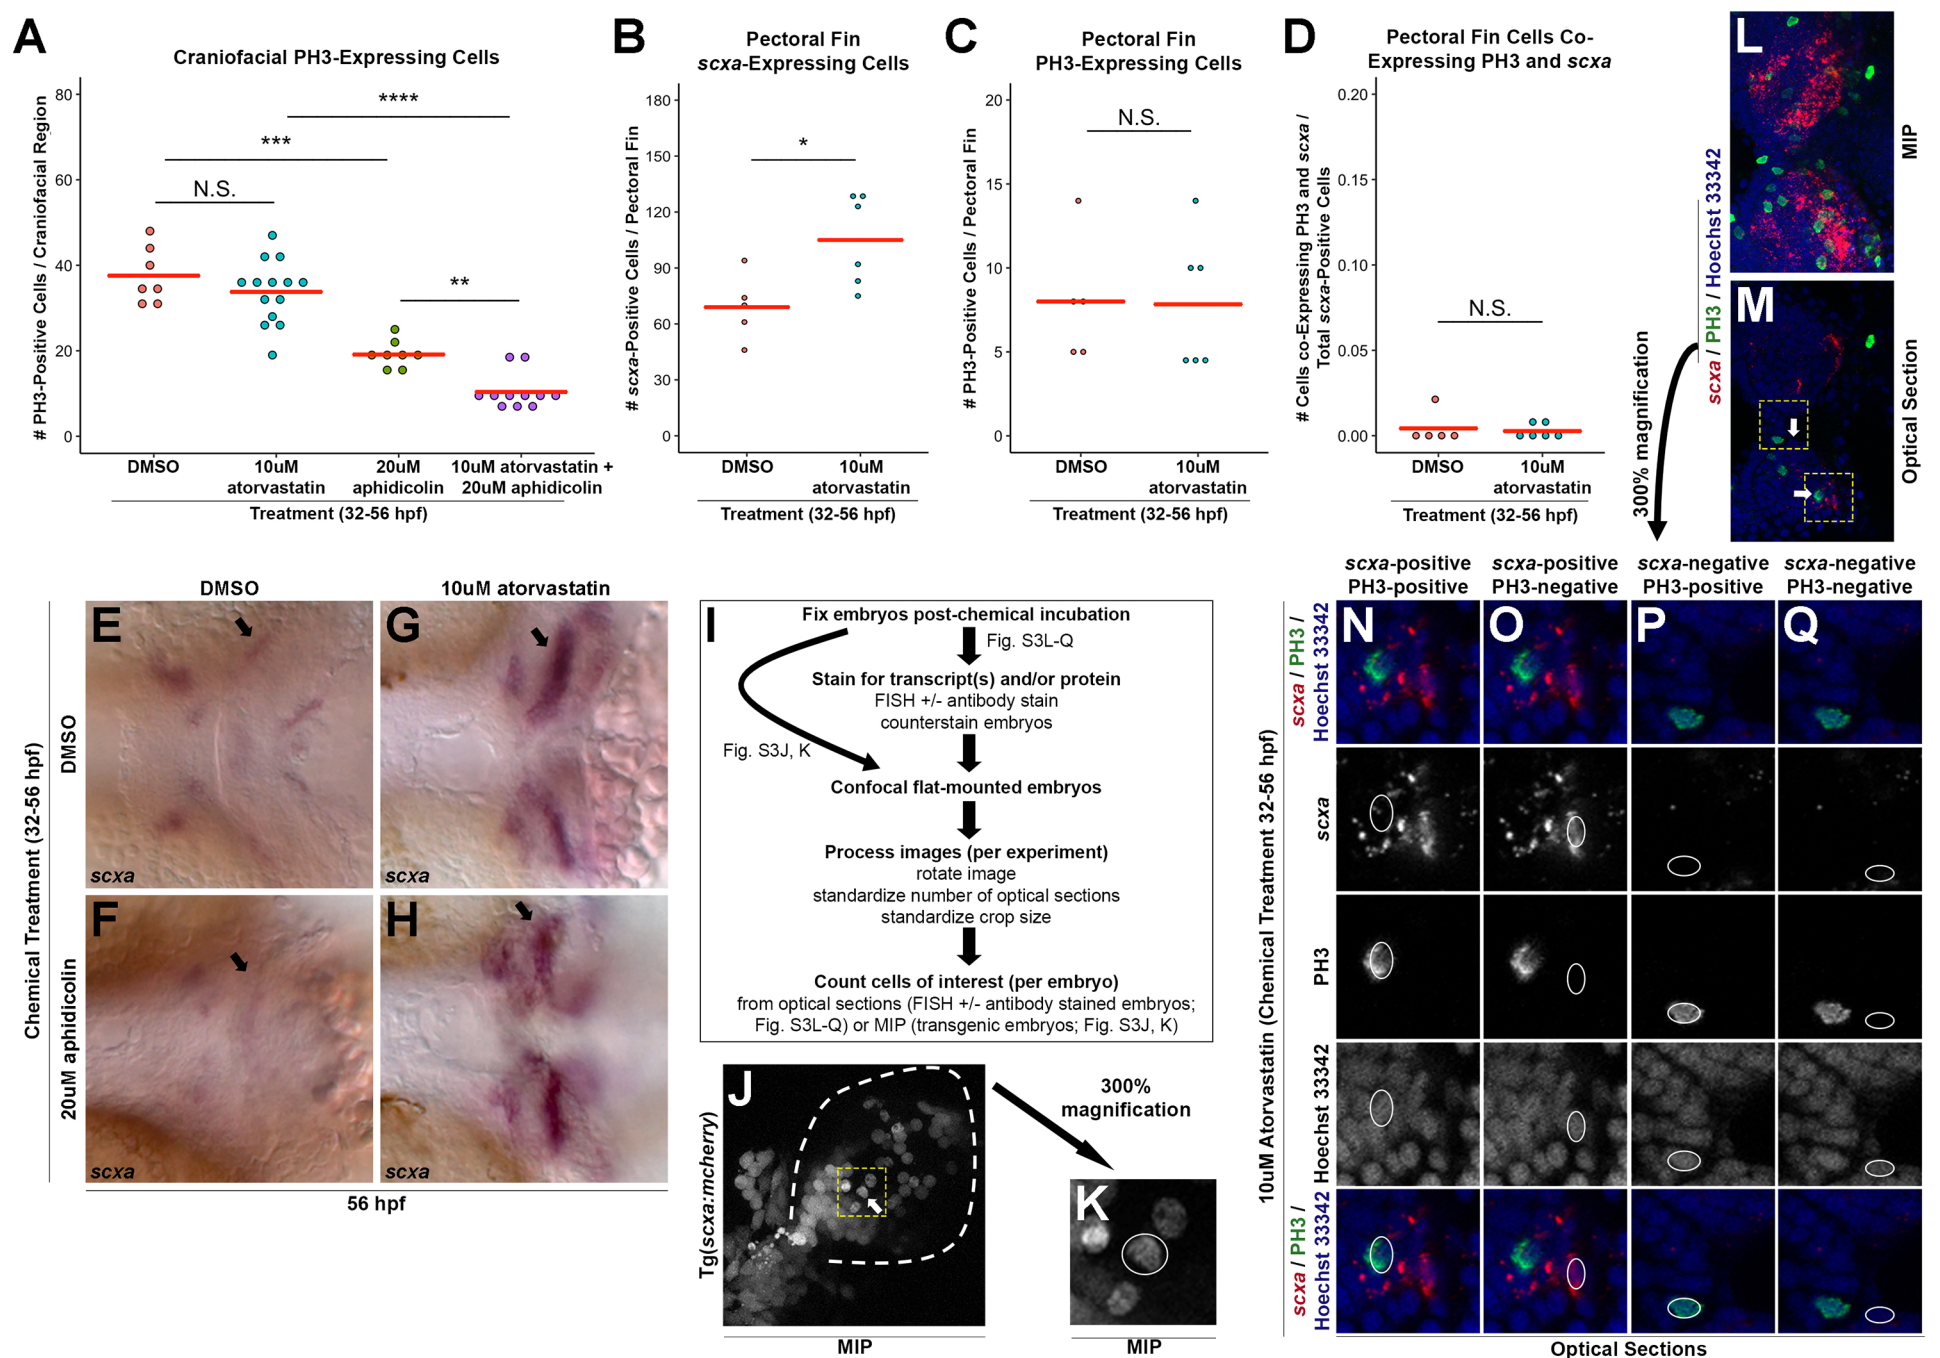 A
Craniofacial PH3-Expressing Cells
# PH3-Positive Cells / Craniofacial Region
80
60
40
20
0
****
***
N.S.
**
DMSO
10uM
atorvastatin
20uM
aphidicolin
10uM atorvastatin +
20uM aphidicolin
Treatment (32-56 hpf)
B
Pectoral Fin
scxa-Expressing Cells
# scxa-Positive Cells / Pectoral Fin
180
150
120
90
60
30
0
*
DMSO
10uM
atorvastatin
Treatment (32-56 hpf)
C
Pectoral Fin
PH3-Expressing Cells
# PH3-Positive Cells / Pectoral Fin
20
15
10
5
0
N.S.
DMSO
10uM
atorvastatin
Treatment (32-56 hpf)
D
Pectoral Fin Cells Co-
Expressing PH3 and scxa
# Cells co-Expressing PH3 and scxa /
Total scxa-Positive Cells
0.20
0.15
0.10
0.05
0.00
N.S.
DMSO
10uM
atorvastatin
Treatment (32-56 hpf)
L
MIP
scxa / PH3 / Hoechst 33342
M
Optical Section
300% magnification
DMSO
10uM atorvastatin
Chemical Treatment (32-56 hpf)
DMSO
20uM aphidicolin
E
scxa
G
scxa
F
scxa
H
scxa
56 hpf
I
Fix embryos post-chemical incubation
Fig. S3L-Q
Stain for transcript(s) and/or protein
FISH +/- antibody stain
counterstain embryos
Fig. S3J, K
Confocal flat-mounted embryos
Process images (per experiment)
rotate image
standardize number of optical sections
standardize crop size
Count cells of interest (per embryo)
from optical sections (FISH +/- antibody stained embryos;
Fig. S3L-Q) or MIP (transgenic embryos; Fig. S3J, K)
J
Tg(scxa:mcherry)
MIP
300%
magnification
K
MIP
scxa-positive
PH3-positive
scxa-positive
PH3-negative
scxa-negative
PH3-positive
scxa-negative
PH3-negative
10uM Atorvastatin (Chemical Treatment 32-56 hpf)
N
O
P
Q
scxa / PH3 /
Hoechst 33342
scxa
PH3
Hoechst 33342
scxa / PH3 /
Hoechst 33342
Optical Sections